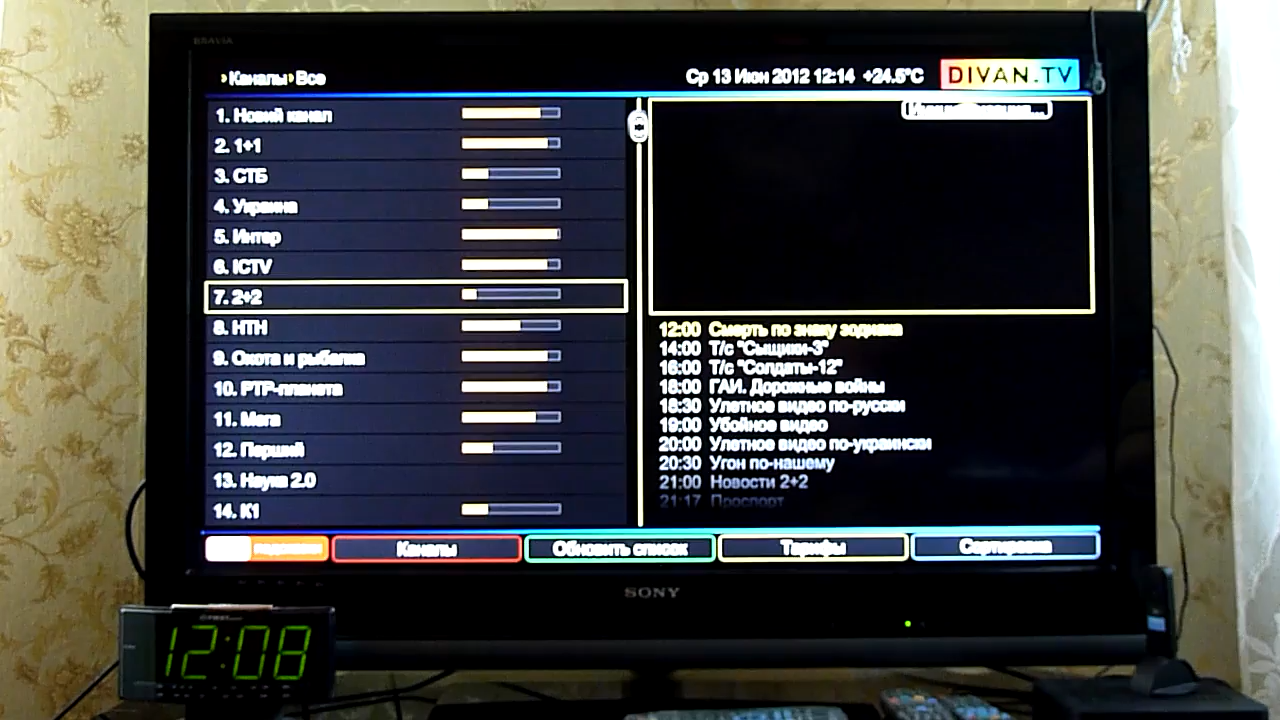 BRAVIA
Каналы Все
Ср 13 Июн 2012 12:14 +24.5°C
DIVAN.TV
1. Новий канал
2. 1+1
3. СТБ
4. Украина
5. Интер
6. ICTV
7. 2+2
8. НТН
9. Охота и рыбалка
10. РТР-планета
11. Мега
12. Перший
13. Наука 2.0
14. К1
12:00 Смерть по знаку зодиака
14:00 Т/с "Сыщики-3"
16:00 Т/с "Солдаты-12"
18:00 ГАИ. Дорожные войны
18:30 Улетное видео по-русски
19:00 Убойное видео
20:00 Улетное видео по-украински
20:30 Угон по-нашему
21:00 Новости 2+2
21:17 Проспорт
Каналы
Обновить список
Тарифы
Сортировка
SONY
12:08